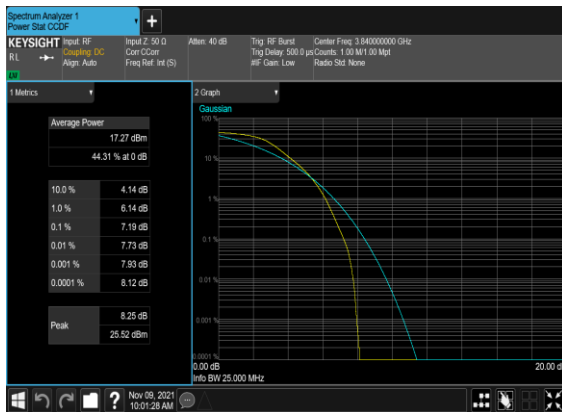 Spectrum Analyzer 1
Power Stat CCDF
KEYSIGHT
RL
Input: RF
Coupling: DC
Align: Auto
Input Z: 50 Ω
Corr CCorr
Freq Ref: Int (S)
Atten: 40 dB
Trig: RF Burst
Trig Delay: 500.0 µs
#IF Gain: Low
Center Freq: 3.840000000 GHz
Counts: 1.00 M/1.00 Mpt
Radio Std: None
1 Metrics
Average Power
17.27 dBm
44.31 % at 0 dB
10.0 % 4.14 dB
1.0 % 6.14 dB
0.1 % 7.19 dB
0.01 % 7.73 dB
0.001 % 7.93 dB
0.0001 % 8.12 dB
Peak
8.25 dB
25.52 dBm
2 Graph
Gaussian
100 %
10 %
1 %
0.1 %
0.01 %
0.001 %
0.0001 %
0.00 dB
20.00 d
Info BW 25.000 MHz
?
Nov 09, 2021
10:01:28 AM